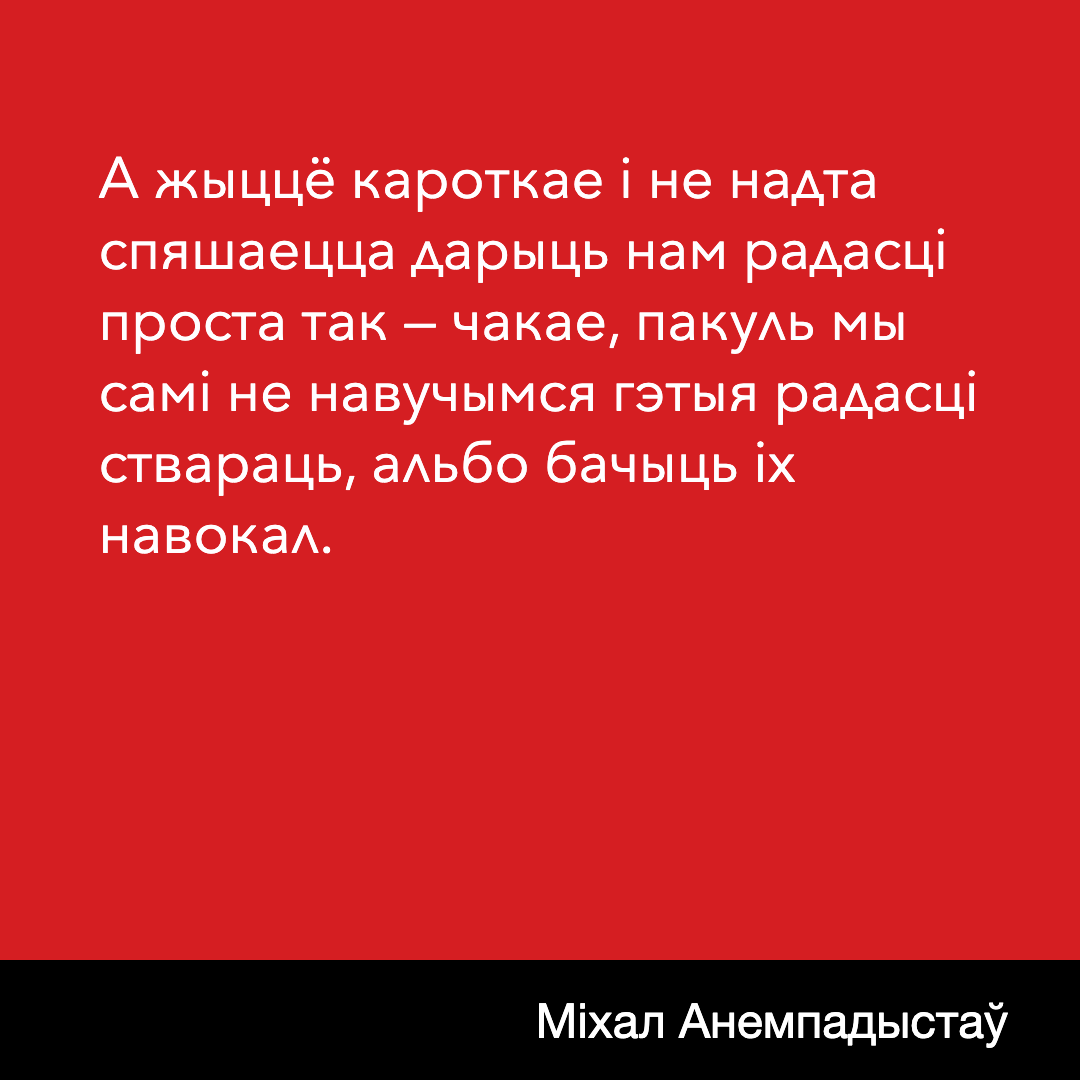 А жыццё кароткае і не надта
спяшаецца дарыць нам радасці
проста так — чакае, пакуль мы
самі не навучымся гэтыя радасці
ствараць, альбо бачыць іх
навокал.
Міхал Анемпадыстаў